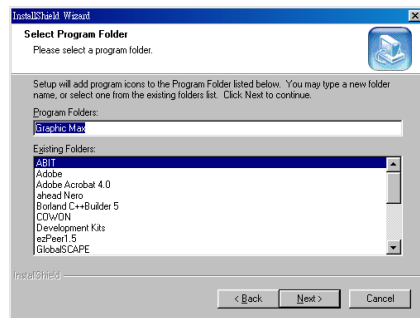 InstallShield Wizard
Select Program Folder
Please select a program folder.
Setup will add program icons to the Program Folder listed below. You may type a new folder
name, or select one from the existing folders list. Click Next to continue.
Program Folders:
Graphic Max
Existing Folders:
ABIT
Adobe
Adobe Acrobat 4.0
ahead Nero
Borland C++Builder 5
COWON
Development Kits
ezPeer1.5
GlobalSCAPE
InstallShield
< Back
Next >
Cancel